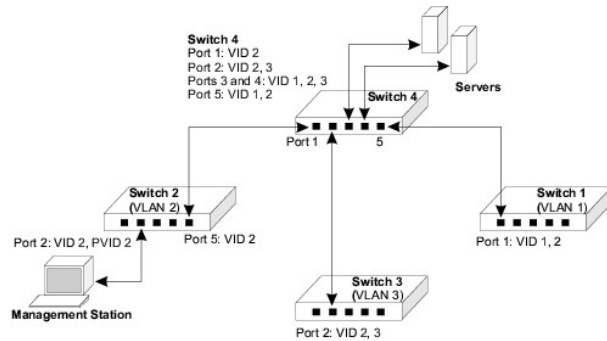 Switch 4
Port 1: VID 2
Port 2: VID 2, 3
Ports 3 and 4: VID 1, 2, 3
Port 5: VID 1, 2
Servers
Switch 4
Port 1
5
Switch 2
(VLAN 2)
Switch 1
(VLAN 1)
Port 2: VID 2, PVID 2
Port 5: VID 2
Port 1: VID 1, 2
Switch 3
(VLAN 3)
Management Station
Port 2: VID 2, 3